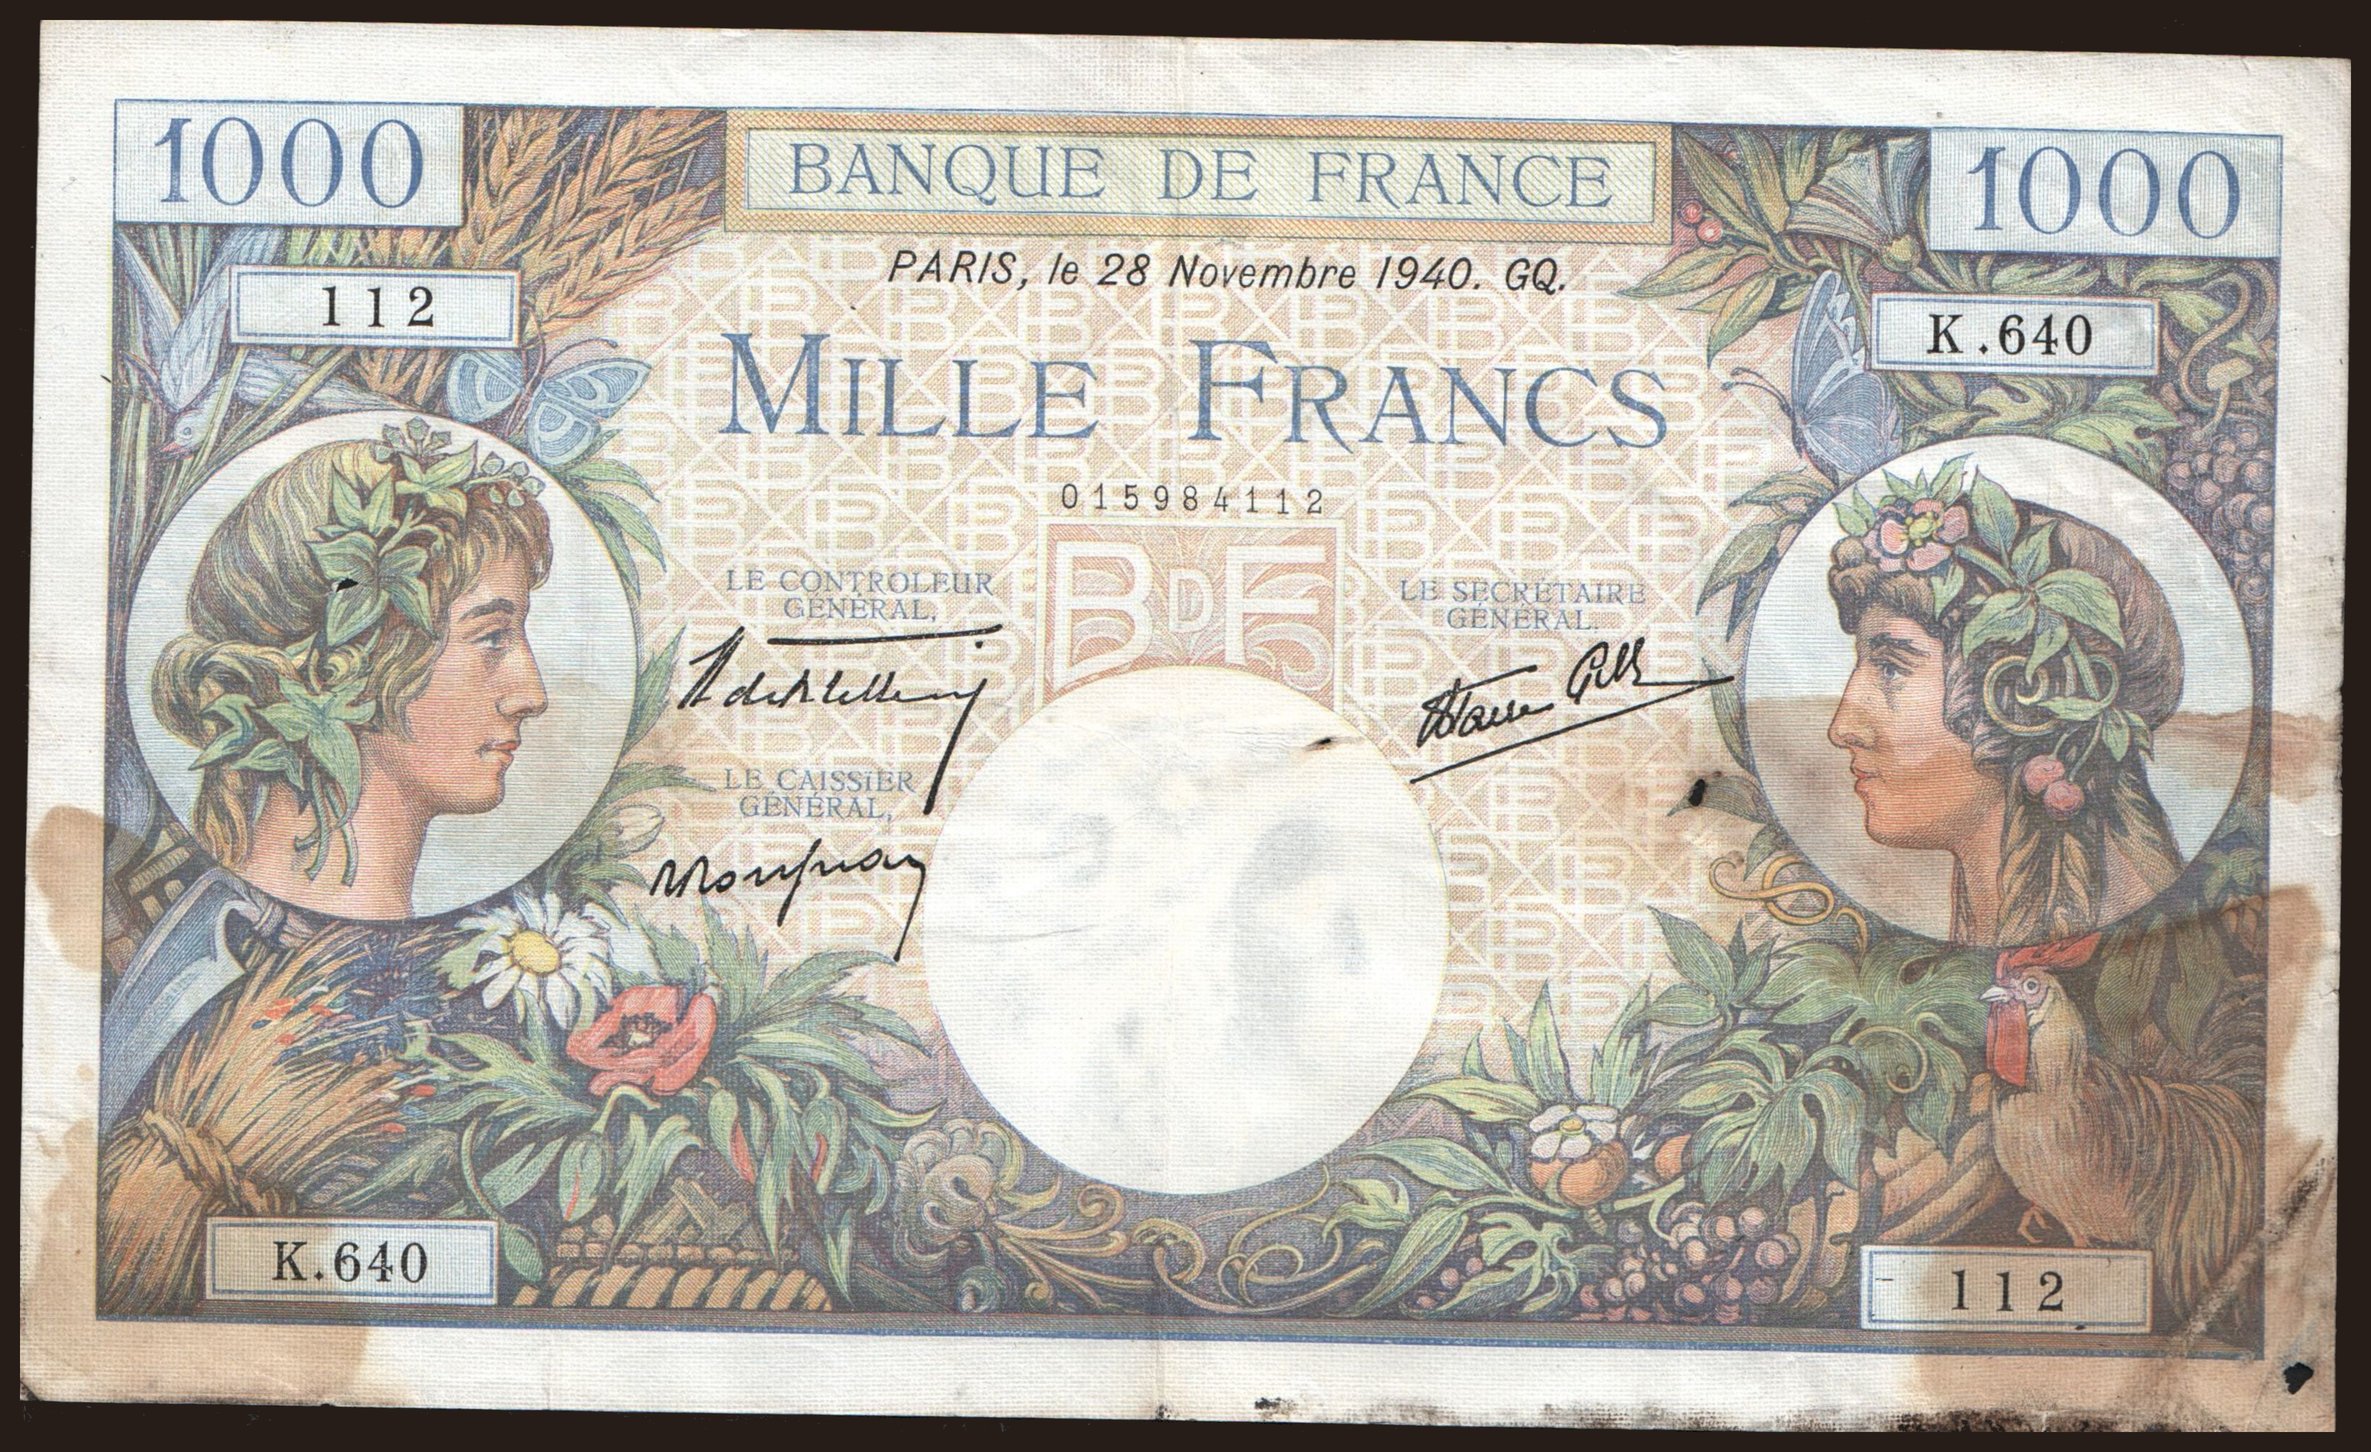 1000
BANQUE DE FRANCE
1000
PARIS, le 28 Novembre 1940. GQ.
112
K.640
MILLE FRANCS
015984112
BDF
LE CONTROLEUR
GÉNÉRAL,
LE SECRÉTAIRE
GÉNÉRAL.
LE CAISSIER
GÉNÉRAL,
K.640
112